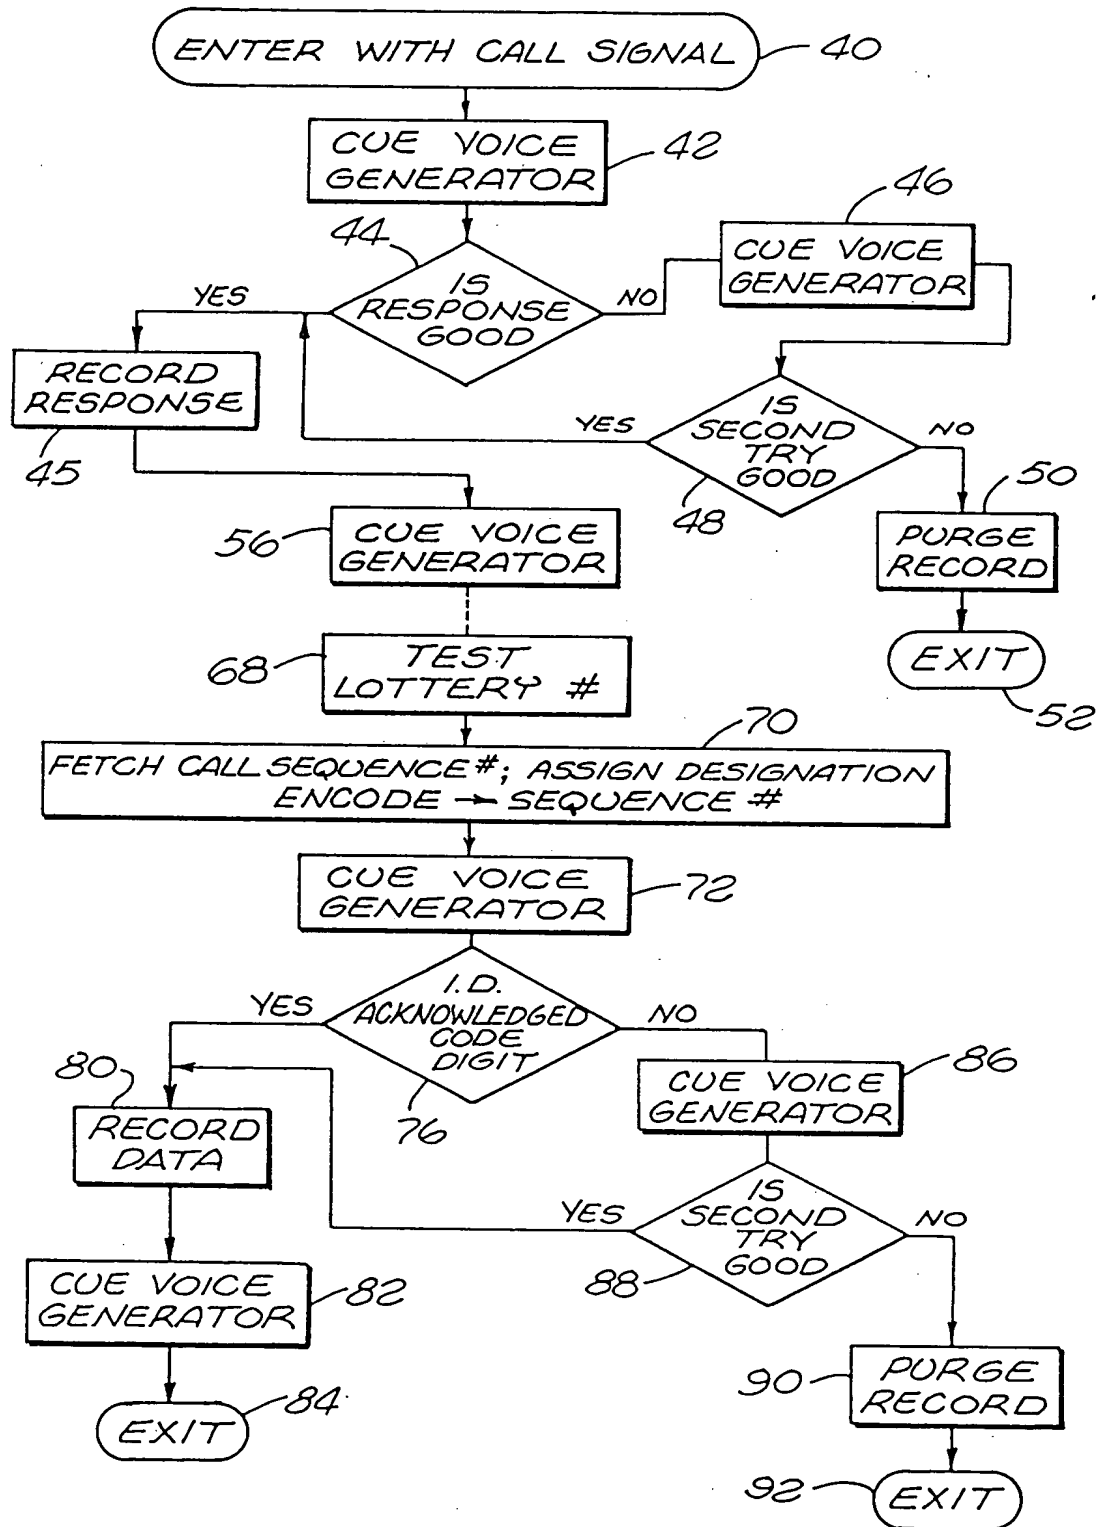 ENTER WITH CALL SIGNAL
40
CUE VOICE
GENERATOR
42
44
IS
RESPONSE
GOOD
YES
NO
46
CUE VOICE
GENERATOR
RECORD
RESPONSE
45
IS
SECOND
TRY
GOOD
YES
NO
48
50
PURGE
RECORD
EXIT
52
56
CUE VOICE
GENERATOR
68
TEST
LOTTERY #
70
FETCH CALL SEQUENCE #; ASSIGN DESIGNATION
ENCODE → SEQUENCE #
CUE VOICE
GENERATOR
72
I.D.
ACKNOWLEDGED
CODE
DIGIT
YES
NO
76
80
RECORD
DATA
86
CUE VOICE
GENERATOR
IS
SECOND
TRY
GOOD
YES
NO
88
CUE VOICE
GENERATOR
82
EXIT
84
90
PURGE
RECORD
92
EXIT